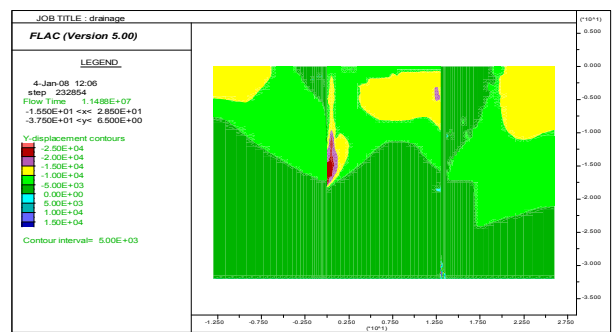 JOB TITLE : drainage
FLAC (Version 5.00)
LEGEND
4-Jan-08 12:06
step 232854
Flow Time 1.1488E+07
-1.550E+01 <x< 2.850E+01
-3.750E+01 <y< 6.500E+00
Y-displacement contours
-2.50E+04
-2.00E+04
-1.50E+04
-1.00E+04
-5.00E+03
0.00E+00
5.00E+03
1.00E+04
1.50E+04
Contour interval= 5.00E+03
(*10^1)
0.500
0.000
-0.500
-1.000
-1.500
-2.000
-2.500
-3.000
-3.500
-1.250 -0.750 -0.250 0.250 0.750 1.250 1.750 2.250 2.750
(*10^1)